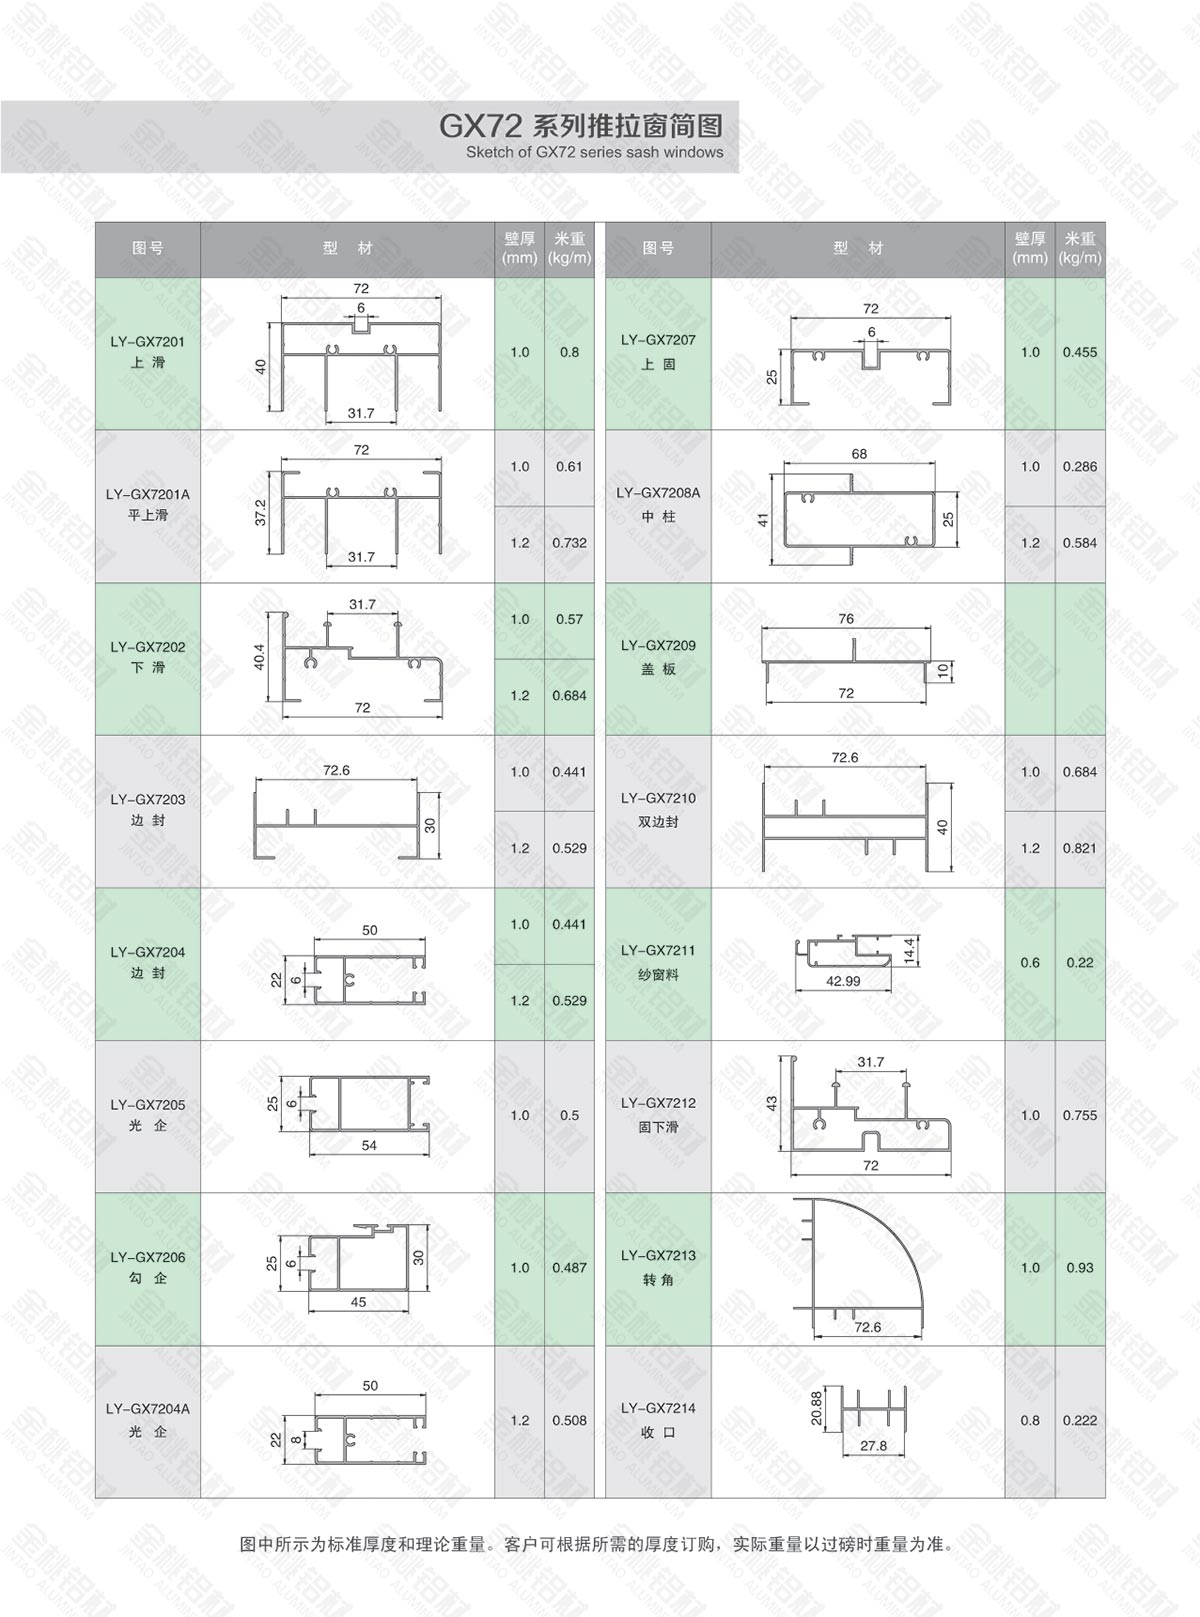 GX72 系列推拉窗简图
Sketch of GX72 series sash windows
图号 型 材 壁厚(mm) 米重(kg/m) 图号 型 材 壁厚(mm) 米重(kg/m)
LY-GX7201
上 滑
72
6
40
31.7
1.0 0.8
LY-GX7207
上 固
72
6
25
1.0 0.455
LY-GX7201A
平上滑
72
37.2
31.7
1.0 0.61
1.2 0.732
LY-GX7208A
中 柱
68
41
25
1.0 0.286
1.2 0.584
LY-GX7202
下 滑
31.7
40.4
72
1.0 0.57
1.2 0.684
LY-GX7209
盖 板
76
10
72
LY-GX7203
边 封
72.6
30
1.0 0.441
1.2 0.529
LY-GX7210
双边封
72.6
40
1.0 0.684
1.2 0.821
LY-GX7204
边 封
50
22
6
1.0 0.441
1.2 0.529
LY-GX7211
纱窗料
14.4
42.99
0.6 0.22
LY-GX7205
光 企
25
6
54
1.0 0.5
LY-GX7212
固下滑
31.7
43
72
1.0 0.755
LY-GX7206
勾 企
25
6
30
45
1.0 0.487
LY-GX7213
转 角
72.6
1.0 0.93
LY-GX7204A
光 企
50
22
8
1.2 0.508
LY-GX7214
收 口
20.88
27.8
0.8 0.222
图中所示为标准厚度和理论重量。客户可根据所需的厚度订购，实际重量以过磅时重量为准。
金桃铝材
JINTAO ALUMINIUM